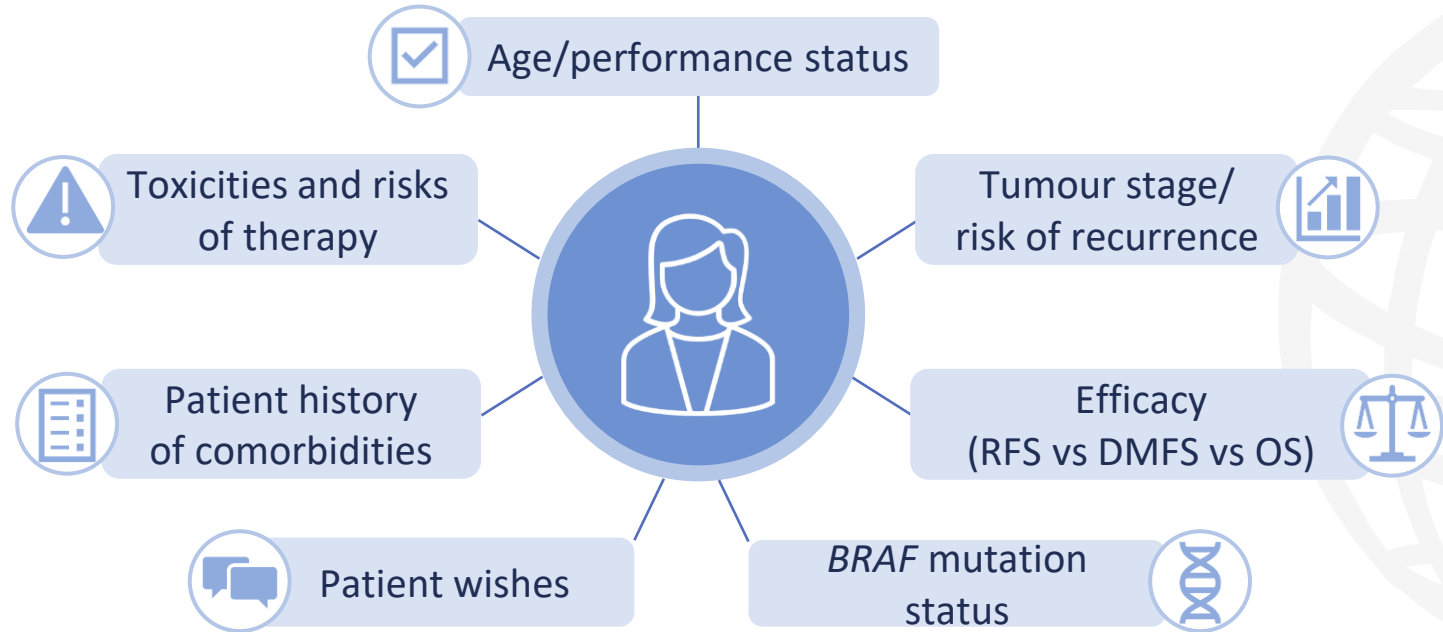 Age/performance status
Toxicities and risks
of therapy
Tumour stage/
risk of recurrence
Patient history
of comorbidities
Efficacy
(RFS vs DMFS vs OS)
Patient wishes
BRAF mutation
status